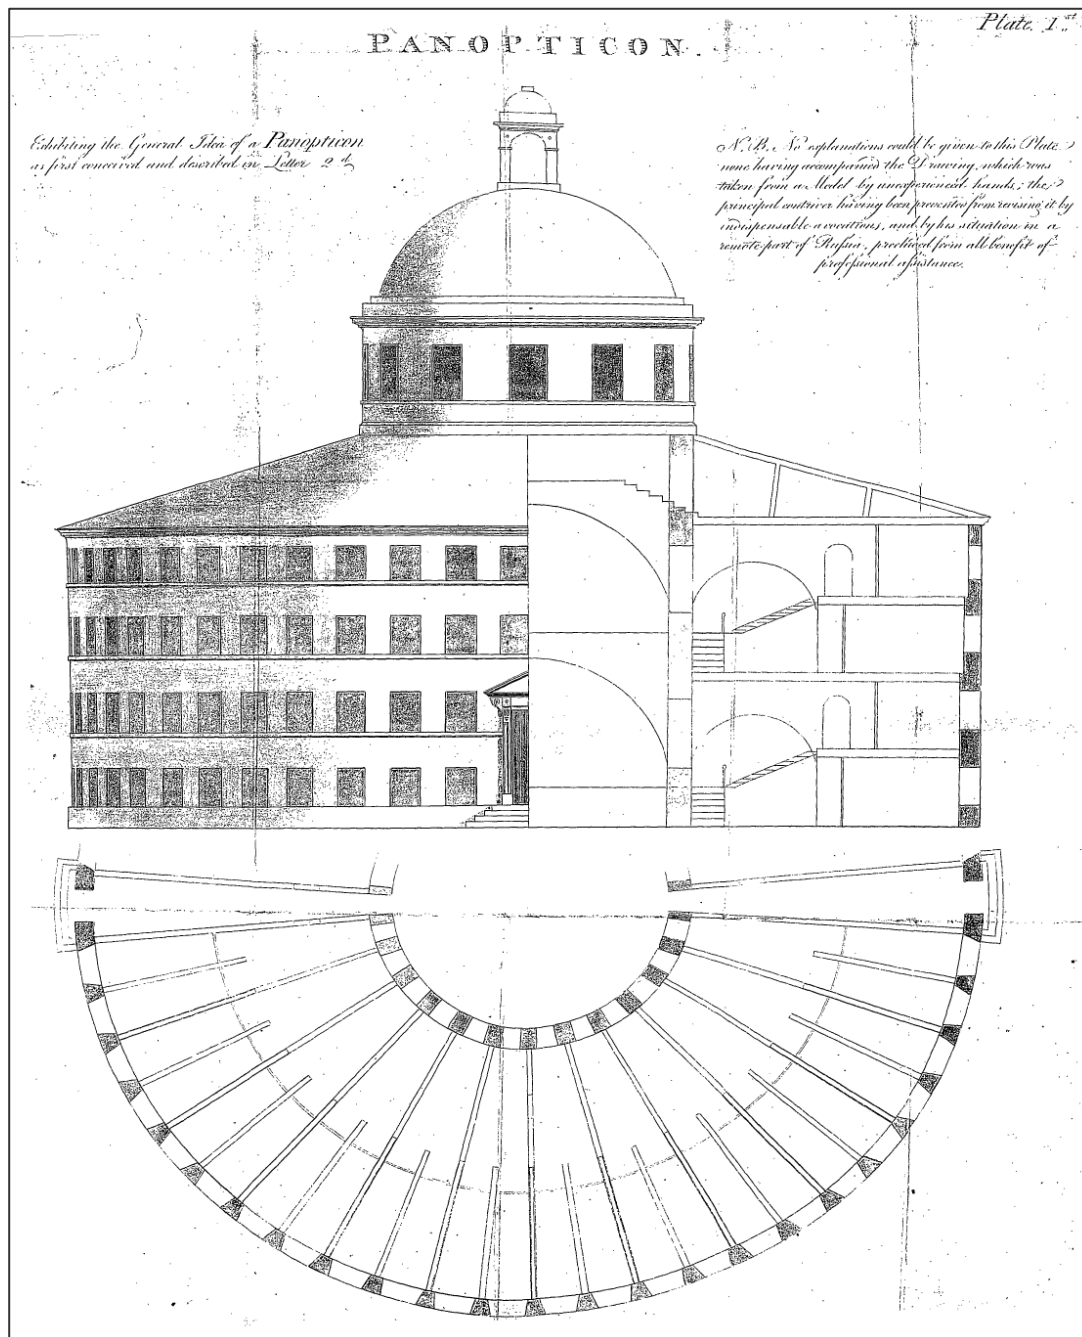 Plate. 1.st
PANOPTICON.
Exhibiting the General Idea of a Panopticon
as first conceived and described in Letter 2d
N.B. No explanations could be given to this Plate;
none having accompanied the Drawing, which was
taken from a Model by unexperienced hands; the
principal contriver having been prevented from revising it by
indispensable avocations, and by his situation in a
remote part of Russia, precluded from all benefit of
professional assistance.